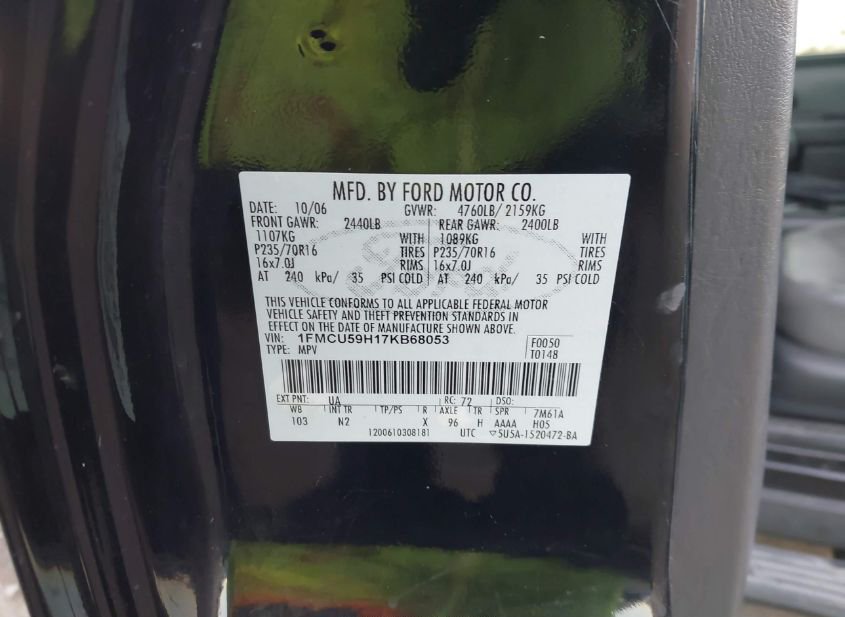 MFD. BY FORD MOTOR CO.
DATE: 10/06 GVWR: 4760LB/ 2159KG
FRONT GAWR: 2440LB REAR GAWR: 2400LB
1107KG WITH 1089KG WITH
P235/70R16 TIRES P235/70R16 TIRES
16x7.0J RIMS 16x7.0J RIMS
AT 240 kPa/ 35 PSI COLD AT 240 kPa/ 35 PSI COLD
THIS VEHICLE CONFORMS TO ALL APPLICABLE FEDERAL MOTOR
VEHICLE SAFETY AND THEFT PREVENTION STANDARDS IN
EFFECT ON THE DATE OF MANUFACTURE SHOWN ABOVE.
VIN: 1FMCU59H17KB68053 F0050
TYPE: MPV T0148
EXT PNT: UA RC: 72 DSO:
WB INT TR TP/PS R AXLE TR SPR 7M61A
103 N2 X 96 H AAAA H05
1200610308181 UTC ▽5U5A-1520472-BA